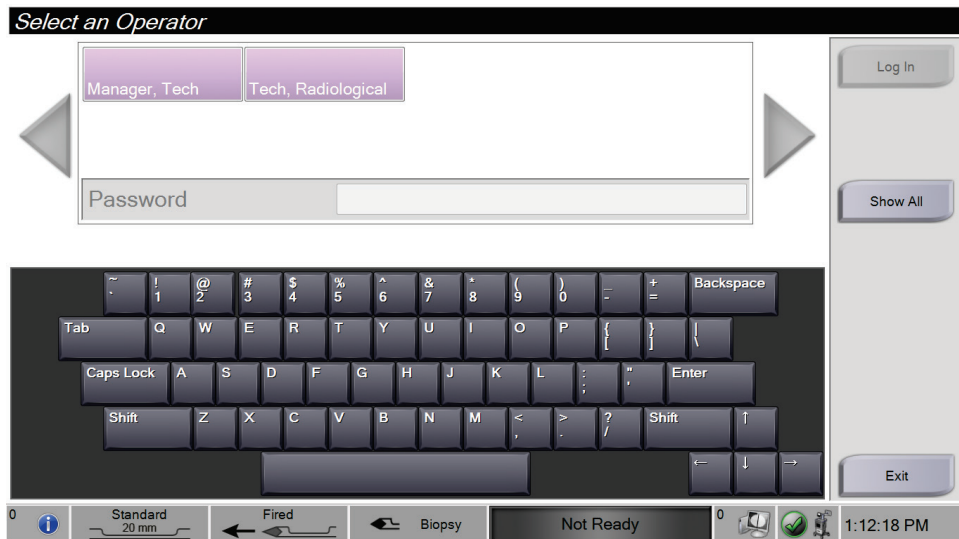 Select an Operator
Manager, Tech
Tech, Radiological
Log In
Password
Show All
~ ! @ # $ % ^ & * ( ) _ + Backspace
` 1 2 3 4 5 6 7 8 9 0 - =
Tab Q W E R T Y U I O P { } |
[ ] \
Caps Lock A S D F G H J K L : " Enter
; '
Shift Z X C V B N M < > ? Shift ↑
, . /
← ↓ →
Exit
0
Standard
20 mm
Fired
Biopsy
Not Ready
0
1:12:18 PM